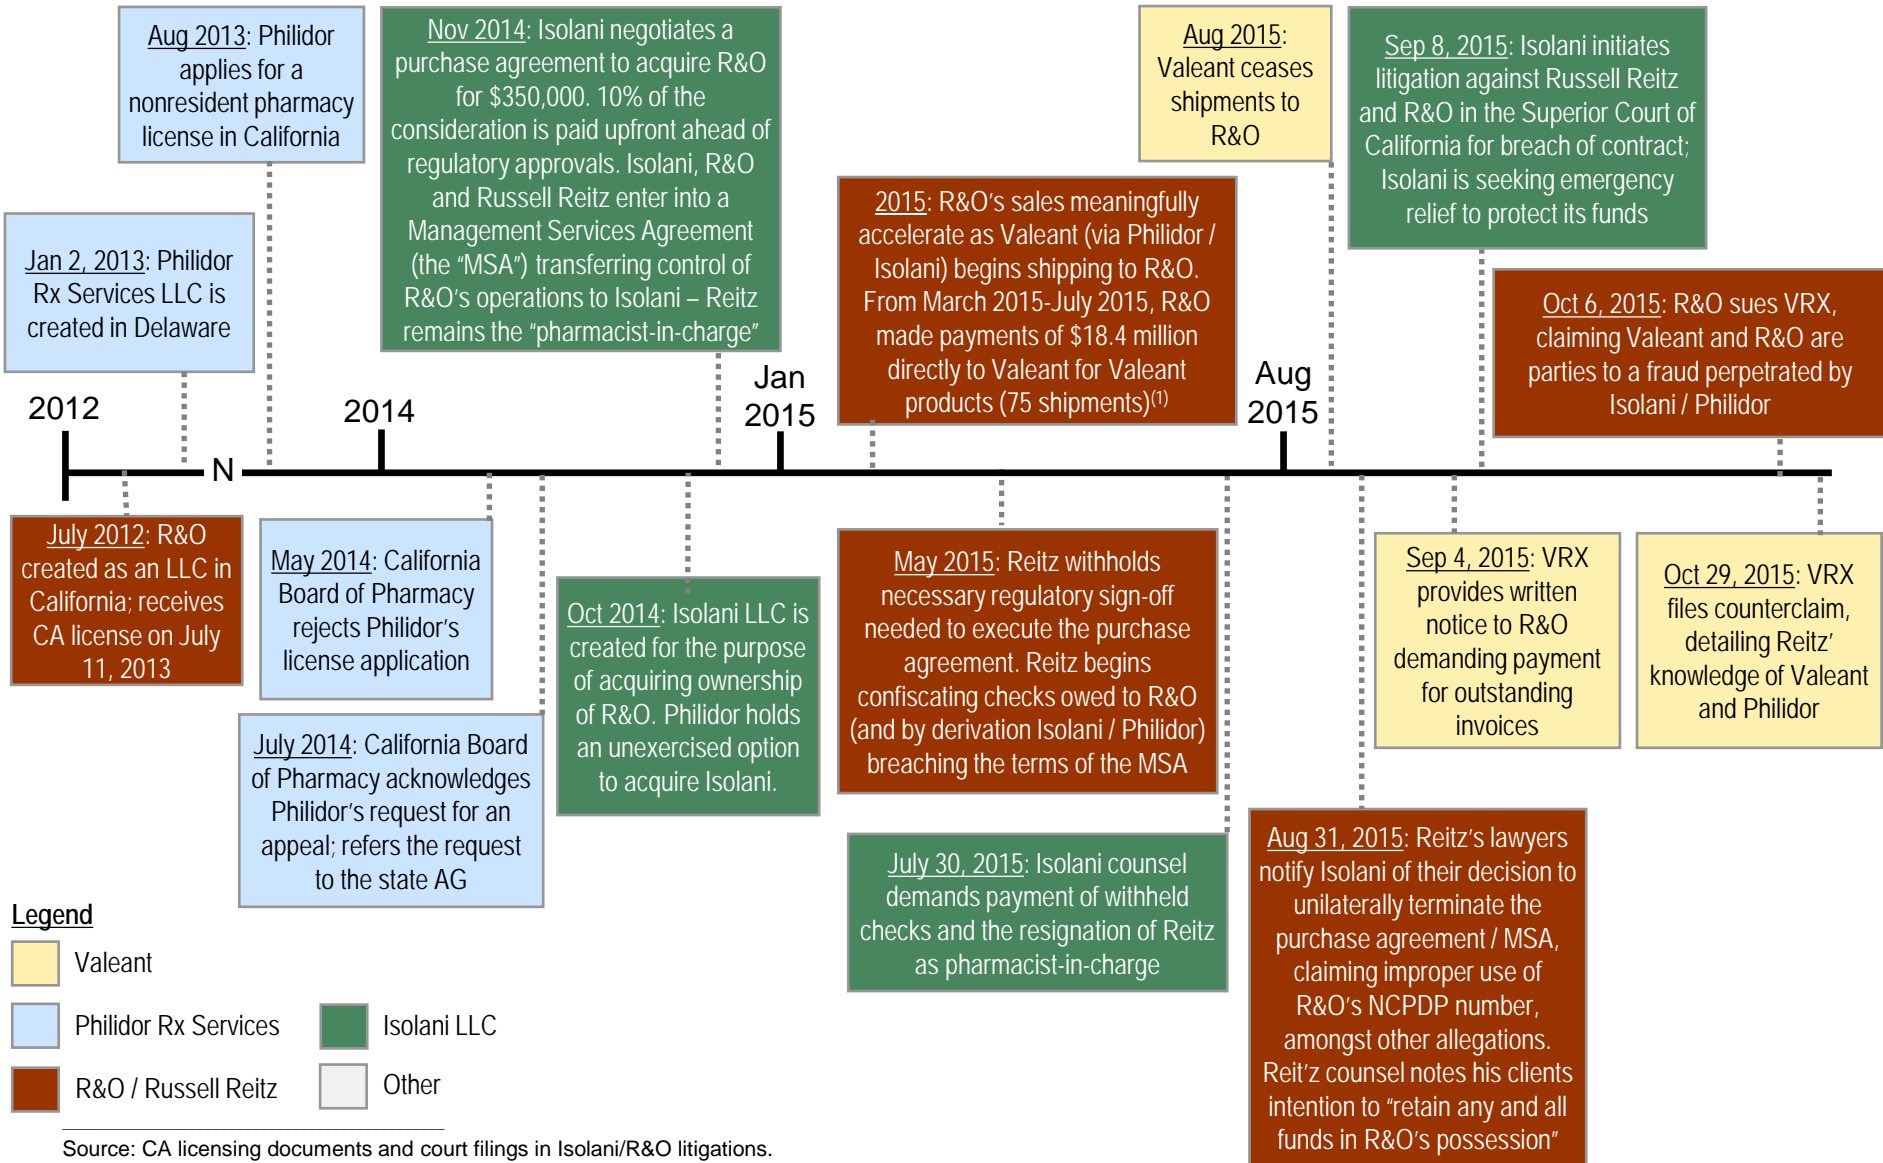 Aug 2013: Philidor
applies for a
nonresident pharmacy
license in California
Nov 2014: Isolani negotiates a
purchase agreement to acquire R&O
for $350,000. 10% of the
consideration is paid upfront ahead of
regulatory approvals. Isolani, R&O
and Russell Reitz enter into a
Management Services Agreement
(the “MSA”) transferring control of
R&O’s operations to Isolani – Reitz
remains the “pharmacist-in-charge”
Aug 2015:
Valeant ceases
shipments to
R&O
Sep 8, 2015: Isolani initiates
litigation against Russell Reitz
and R&O in the Superior Court of
California for breach of contract;
Isolani is seeking emergency
relief to protect its funds
Jan 2, 2013: Philidor
Rx Services LLC is
created in Delaware
2015: R&O’s sales meaningfully
accelerate as Valeant (via Philidor /
Isolani) begins shipping to R&O.
From March 2015-July 2015, R&O
made payments of $18.4 million
directly to Valeant for Valeant
products (75 shipments)(1)
Oct 6, 2015: R&O sues VRX,
claiming Valeant and R&O are
parties to a fraud perpetrated by
Isolani / Philidor
2012
2014
Jan
2015
Aug
2015
N
July 2012: R&O
created as an LLC in
California; receives
CA license on July
11, 2013
May 2014: California
Board of Pharmacy
rejects Philidor’s
license application
July 2014: California Board
of Pharmacy acknowledges
Philidor’s request for an
appeal; refers the request
to the state AG
Oct 2014: Isolani LLC is
created for the purpose
of acquiring ownership
of R&O. Philidor holds
an unexercised option
to acquire Isolani.
May 2015: Reitz withholds
necessary regulatory sign-off
needed to execute the purchase
agreement. Reitz begins
confiscating checks owed to R&O
(and by derivation Isolani / Philidor)
breaching the terms of the MSA
July 30, 2015: Isolani counsel
demands payment of withheld
checks and the resignation of Reitz
as pharmacist-in-charge
Aug 31, 2015: Reitz’s lawyers
notify Isolani of their decision to
unilaterally terminate the
purchase agreement / MSA,
claiming improper use of
R&O’s NCPDP number,
amongst other allegations.
Reit’z counsel notes his clients
intention to “retain any and all
funds in R&O’s possession”
Sep 4, 2015: VRX
provides written
notice to R&O
demanding payment
for outstanding
invoices
Oct 29, 2015: VRX
files counterclaim,
detailing Reitz’
knowledge of Valeant
and Philidor
Legend
Valeant
Philidor Rx Services
Isolani LLC
R&O / Russell Reitz
Other
Source: CA licensing documents and court filings in Isolani/R&O litigations.